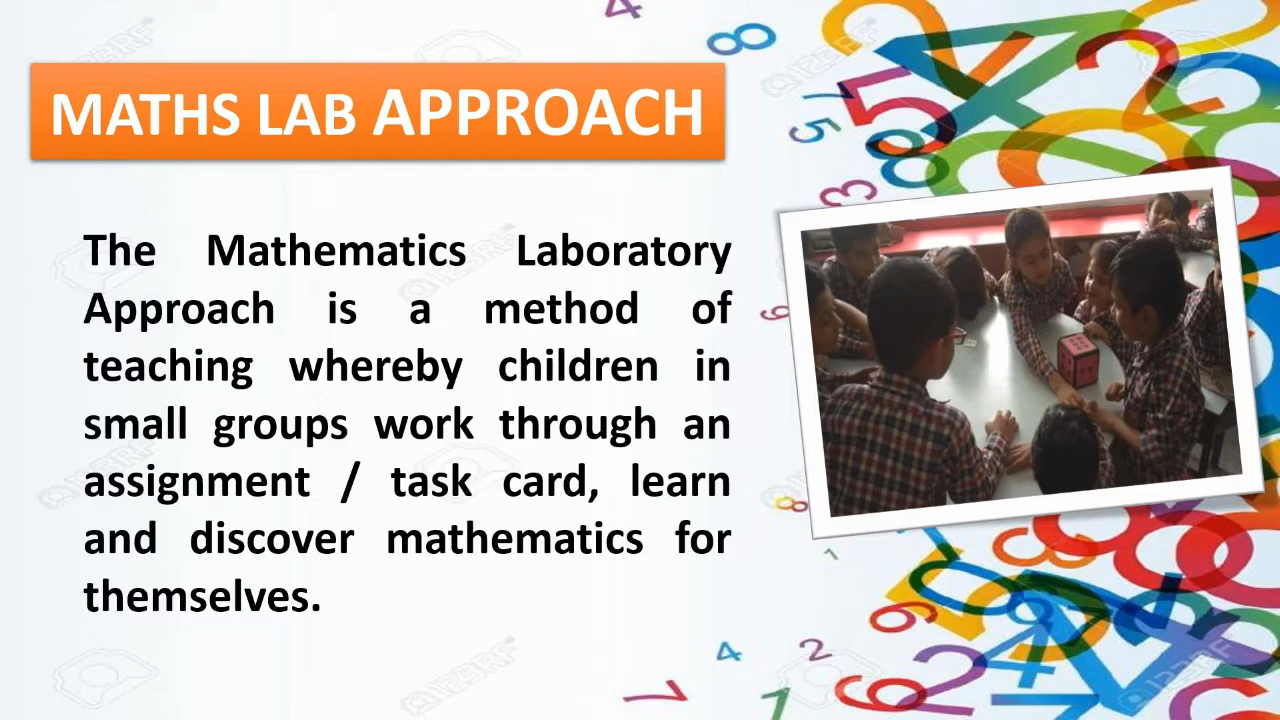 MATHS LAB APPROACH
The Mathematics Laboratory
Approach is a method of
teaching whereby children in
small groups work through an
assignment / task card, learn
and discover mathematics for
themselves.